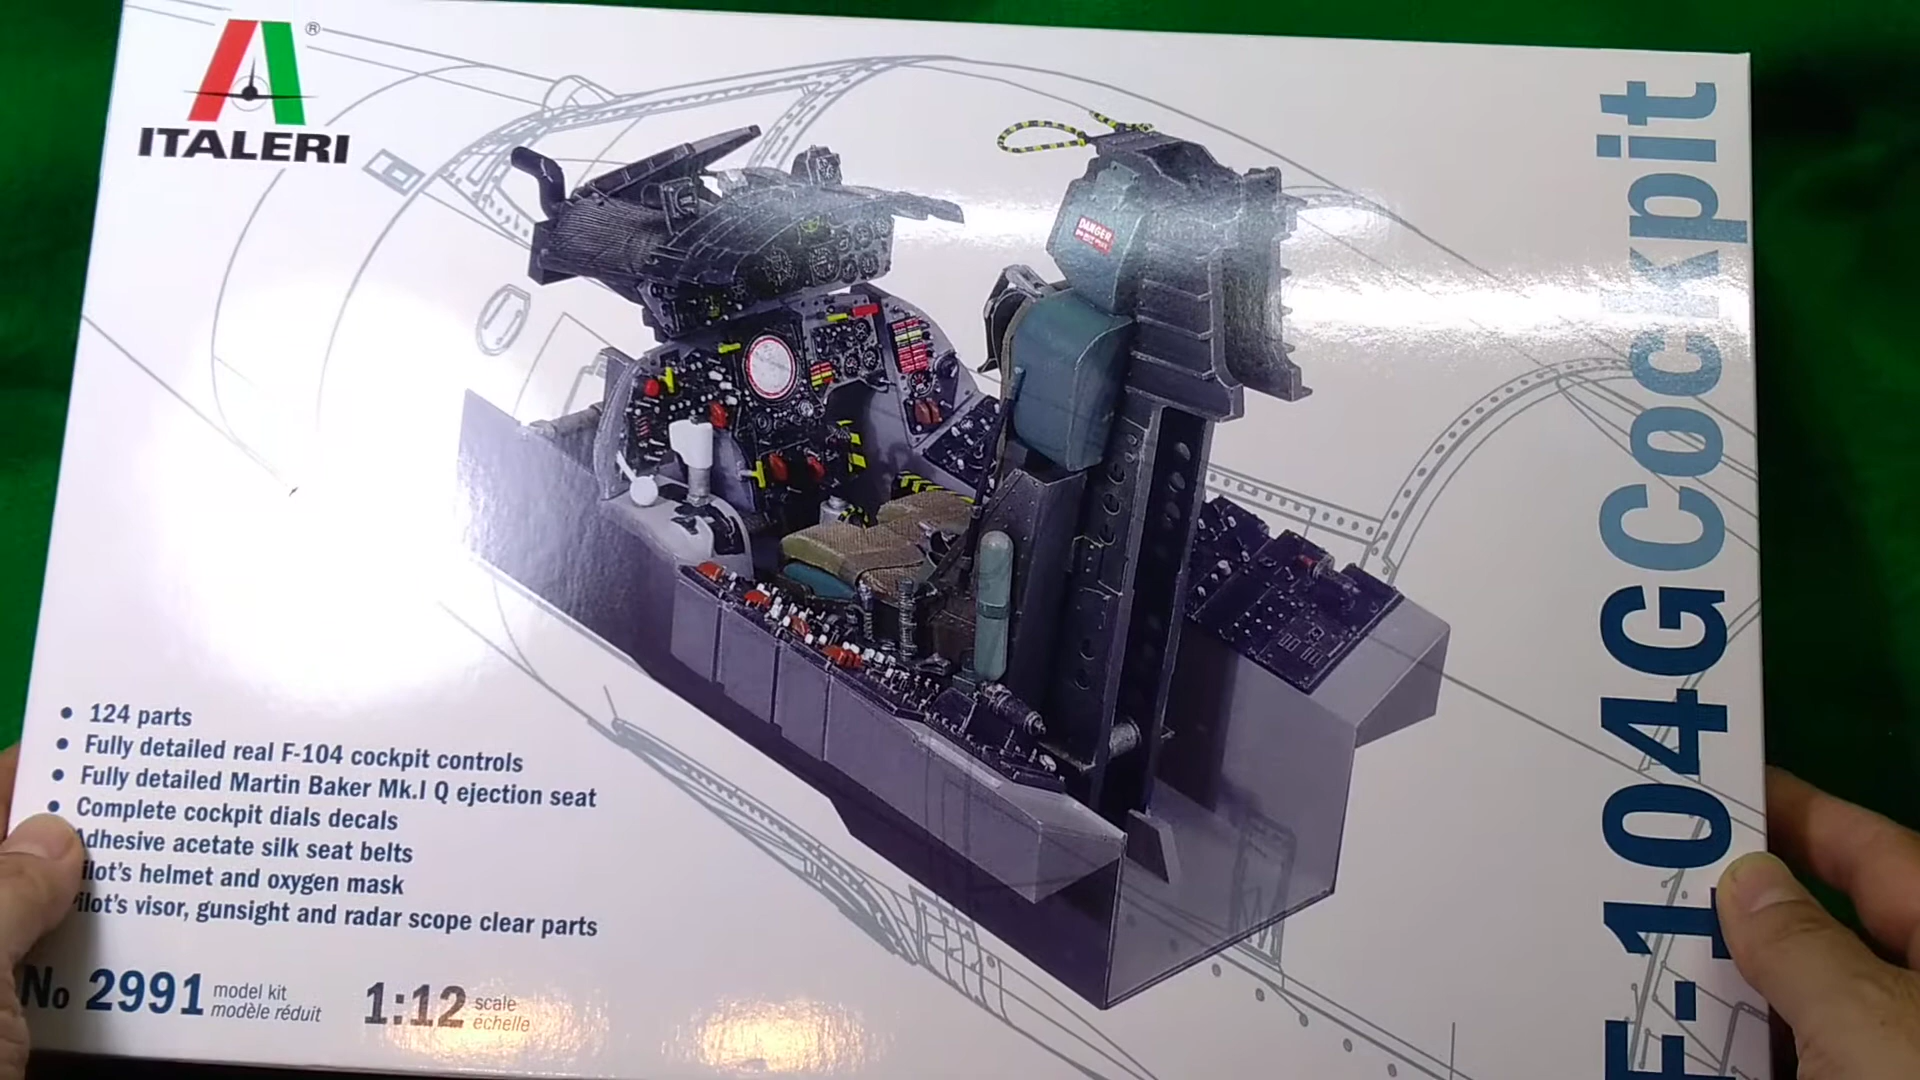 ®
ITALERI
F-104G Cockpit
DANGER
• 124 parts
• Fully detailed real F-104 cockpit controls
• Fully detailed Martin Baker Mk.I Q ejection seat
• Complete cockpit dials decals
Adhesive acetate silk seat belts
ilot's helmet and oxygen mask
ilot's visor, gunsight and radar scope clear parts
No 2991 model kit
modèle réduit
1:12 scale
échelle